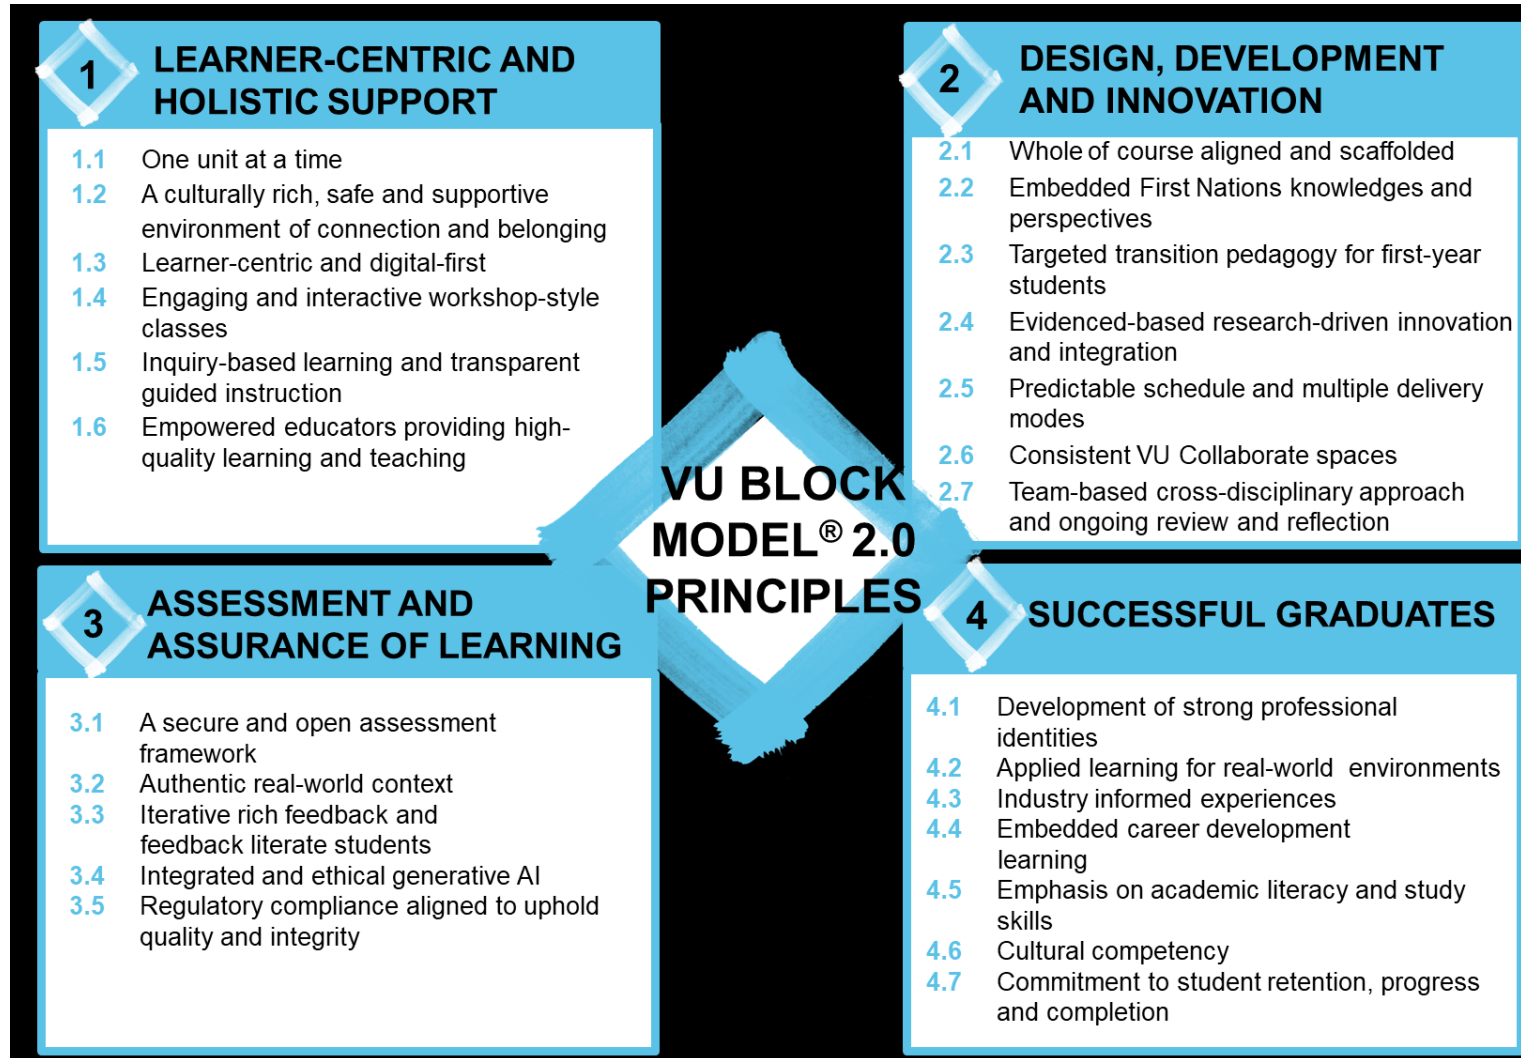 1
LEARNER-CENTRIC AND
HOLISTIC SUPPORT
1.1 One unit at a time
1.2 A culturally rich, safe and supportive
environment of connection and belonging
1.3 Learner-centric and digital-first
1.4 Engaging and interactive workshop-style
classes
1.5 Inquiry-based learning and transparent
guided instruction
1.6 Empowered educators providing high-
quality learning and teaching
2
DESIGN, DEVELOPMENT
AND INNOVATION
2.1 Whole of course aligned and scaffolded
2.2 Embedded First Nations knowledges and
perspectives
2.3 Targeted transition pedagogy for first-year
students
2.4 Evidenced-based research-driven innovation
and integration
2.5 Predictable schedule and multiple delivery
modes
2.6 Consistent VU Collaborate spaces
2.7 Team-based cross-disciplinary approach
and ongoing review and reflection
VU BLOCK
MODEL® 2.0
PRINCIPLES
3
ASSESSMENT AND
ASSURANCE OF LEARNING
3.1 A secure and open assessment
framework
3.2 Authentic real-world context
3.3 Iterative rich feedback and
feedback literate students
3.4 Integrated and ethical generative AI
3.5 Regulatory compliance aligned to uphold
quality and integrity
4
SUCCESSFUL GRADUATES
4.1 Development of strong professional
identities
4.2 Applied learning for real-world environments
4.3 Industry informed experiences
4.4 Embedded career development
learning
4.5 Emphasis on academic literacy and study
skills
4.6 Cultural competency
4.7 Commitment to student retention, progress
and completion